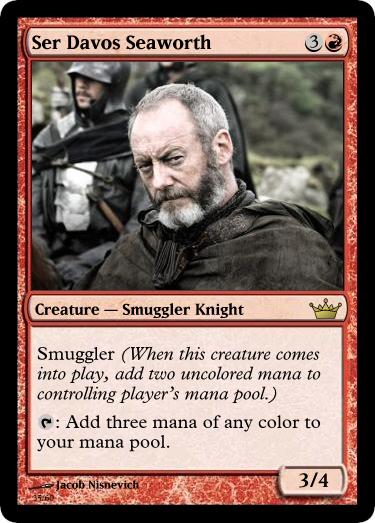 Ser Davos Seaworth 3
Creature — Smuggler Knight
Smuggler (When this creature comes
into play, add two uncolored mana to
controlling player's mana pool.)
: Add three mana of any color to
your mana pool.
Jacob Nisnevich
3/4